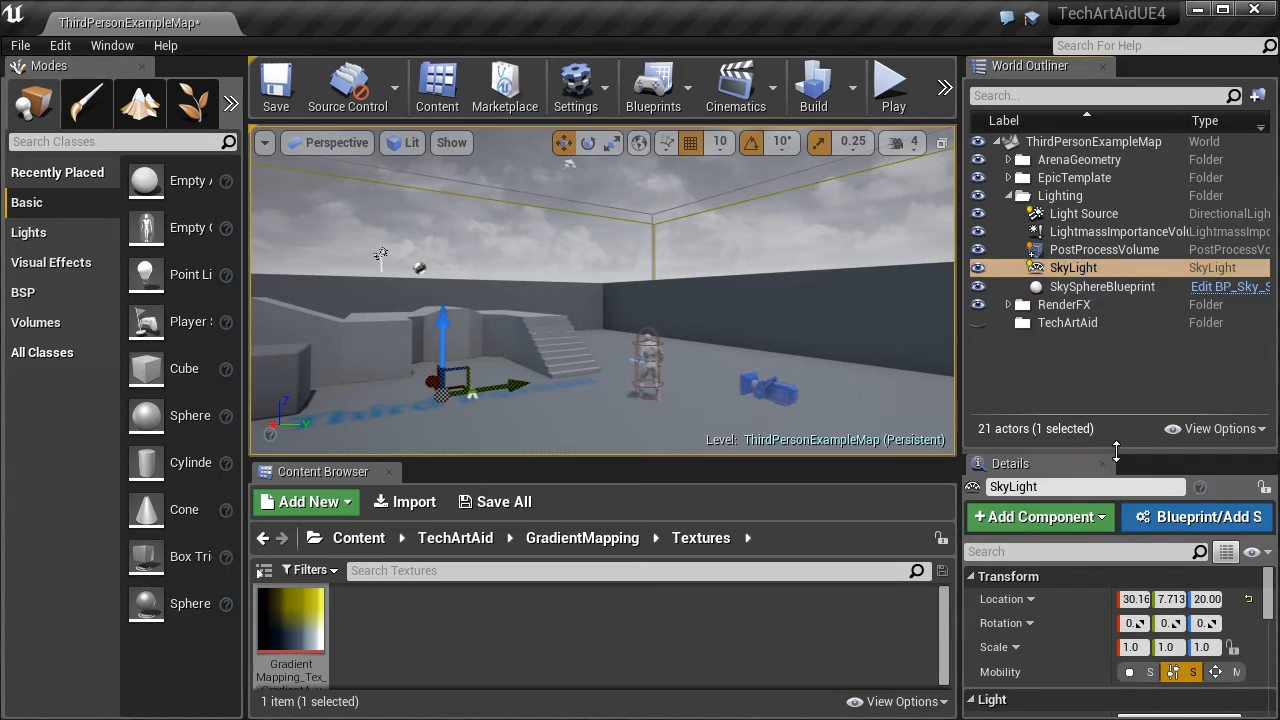 ThirdPersonExampleMap*
TechArtAidUE4
File Edit Window Help
Search For Help
Modes
Search Classes
Recently Placed
Basic
Lights
Visual Effects
BSP
Volumes
All Classes
Empty A
Empty C
Point Li
Player S
Cube
Sphere
Cylinde
Cone
Box Tri
Sphere
Save
Source Control
Content
Marketplace
Settings
Blueprints
Cinematics
Build
Play
Perspective
Lit
Show
10
10°
0.25
4
Z
Y
Level: ThirdPersonExampleMap (Persistent)
Content Browser
Add New
Import
Save All
Content
TechArtAid
GradientMapping
Textures
Filters
Search Textures
Gradient
Mapping_Tex_
1 item (1 selected)
View Options
World Outliner
Search...
Label Type
ThirdPersonExampleMap World
ArenaGeometry Folder
EpicTemplate Folder
Lighting Folder
Light Source DirectionalLigh
LightmassImportanceVolu LightmassImpo
PostProcessVolume PostProcessVo
SkyLight SkyLight
SkySphereBlueprint Edit BP_Sky_S
RenderFX Folder
TechArtAid Folder
21 actors (1 selected)
View Options
Details
SkyLight
+Add Component
Blueprint/Add S
Search
Transform
Location 30.16 7.713 20.00
Rotation 0. 0. 0.
Scale 1.0 1.0 1.0
Mobility S S M
Light